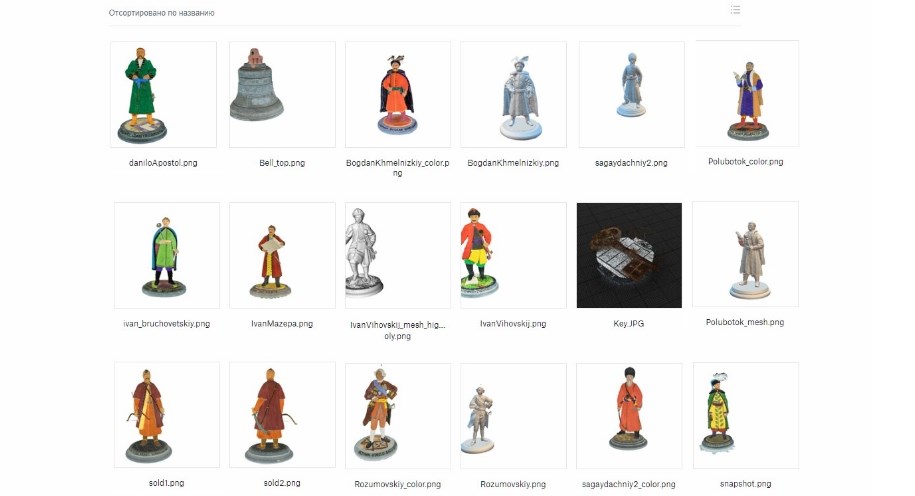 Отсортировано по названию
daniloApostol.png
Bell_top.png
BogdanKhmelnizkiy_color.p
ng
BogdanKhmelnizkiy.png
sagaydachniy2.png
Polubotok_color.png
ivan_bruchovetskiy.png
IvanMazepa.png
IvanVihovskij_mesh_hig...
oly.png
IvanVihovskij.png
Key.JPG
Polubotok_mesh.png
sold1.png
sold2.png
Rozumovskiy_color.png
Rozumovskiy.png
sagaydachniy2_color.png
snapshot.png